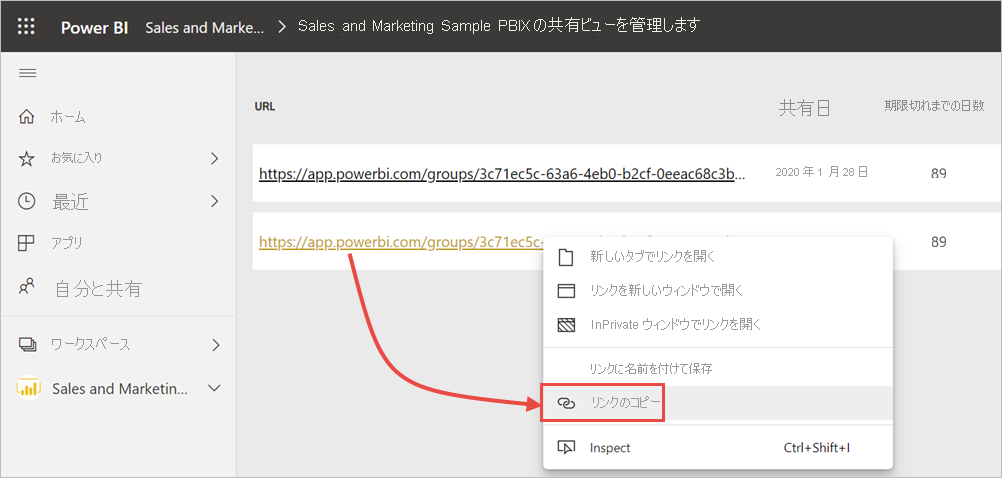 Power BI Sales and Marke... > Sales and Marketing Sample PBIXの共有ビューを管理します
ホーム
お気に入り
最近
アプリ
自分と共有
ワークスペース
Sales and Marketin...
URL 共有日 期限切れまでの日数
https://app.powerbi.com/groups/3c71ec5c-63a6-4eb0-b2cf-0eeac68c3b... 2020 年 1 月 28 日 89
https://app.powerbi.com/groups/3c71ec5c- 89
新しいタブでリンクを開く
リンクを新しいウィンドウで開く
InPrivate ウィンドウでリンクを開く
リンクに名前を付けて保存
リンクのコピー
Inspect Ctrl+Shift+I